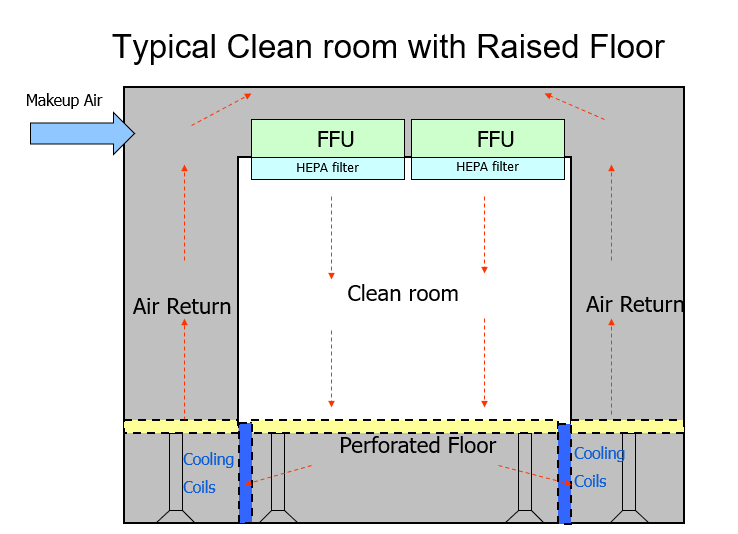 Typical Clean room with Raised Floor
Makeup Air
FFU
FFU
HEPA filter
HEPA filter
Clean room
Air Return
Air Return
Perforated Floor
Cooling
Coils
Cooling
Coils